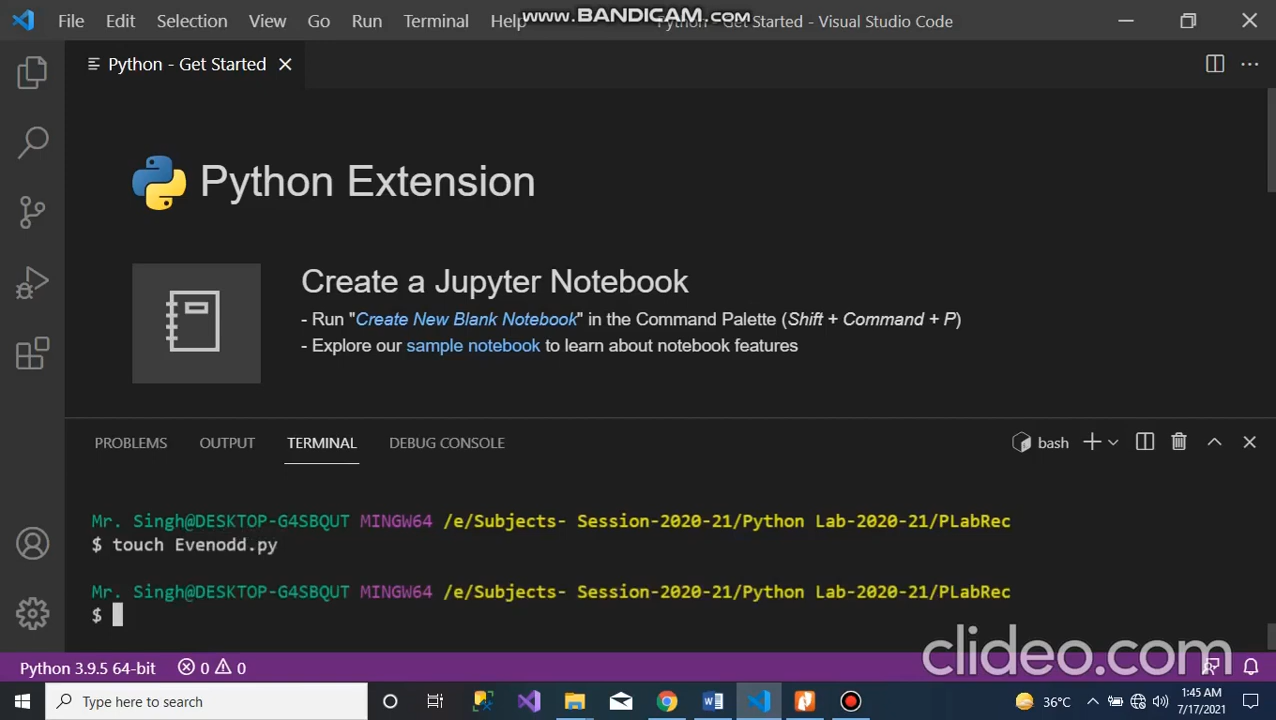 File Edit Selection View Go Run Terminal Help Python - Get Started - Visual Studio Code
www.BANDICAM.com
Python - Get Started
Python Extension
Create a Jupyter Notebook
- Run "Create New Blank Notebook" in the Command Palette (Shift + Command + P)
- Explore our sample notebook to learn about notebook features
PROBLEMS OUTPUT TERMINAL DEBUG CONSOLE bash
Mr. Singh@DESKTOP-G4SBQUT MINGW64 /e/Subjects- Session-2020-21/Python Lab-2020-21/PLabRec
$ touch Evenodd.py
Mr. Singh@DESKTOP-G4SBQUT MINGW64 /e/Subjects- Session-2020-21/Python Lab-2020-21/PLabRec
$
clideo.com
Python 3.9.5 64-bit 0 0
Type here to search 36°C 1:45 AM
7/17/2021